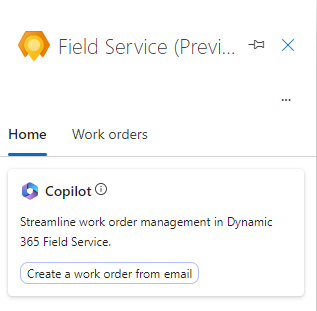 Field Service (Previ...
...
Home Work orders
Copilot
Streamline work order management in Dynamic
365 Field Service.
Create a work order from email